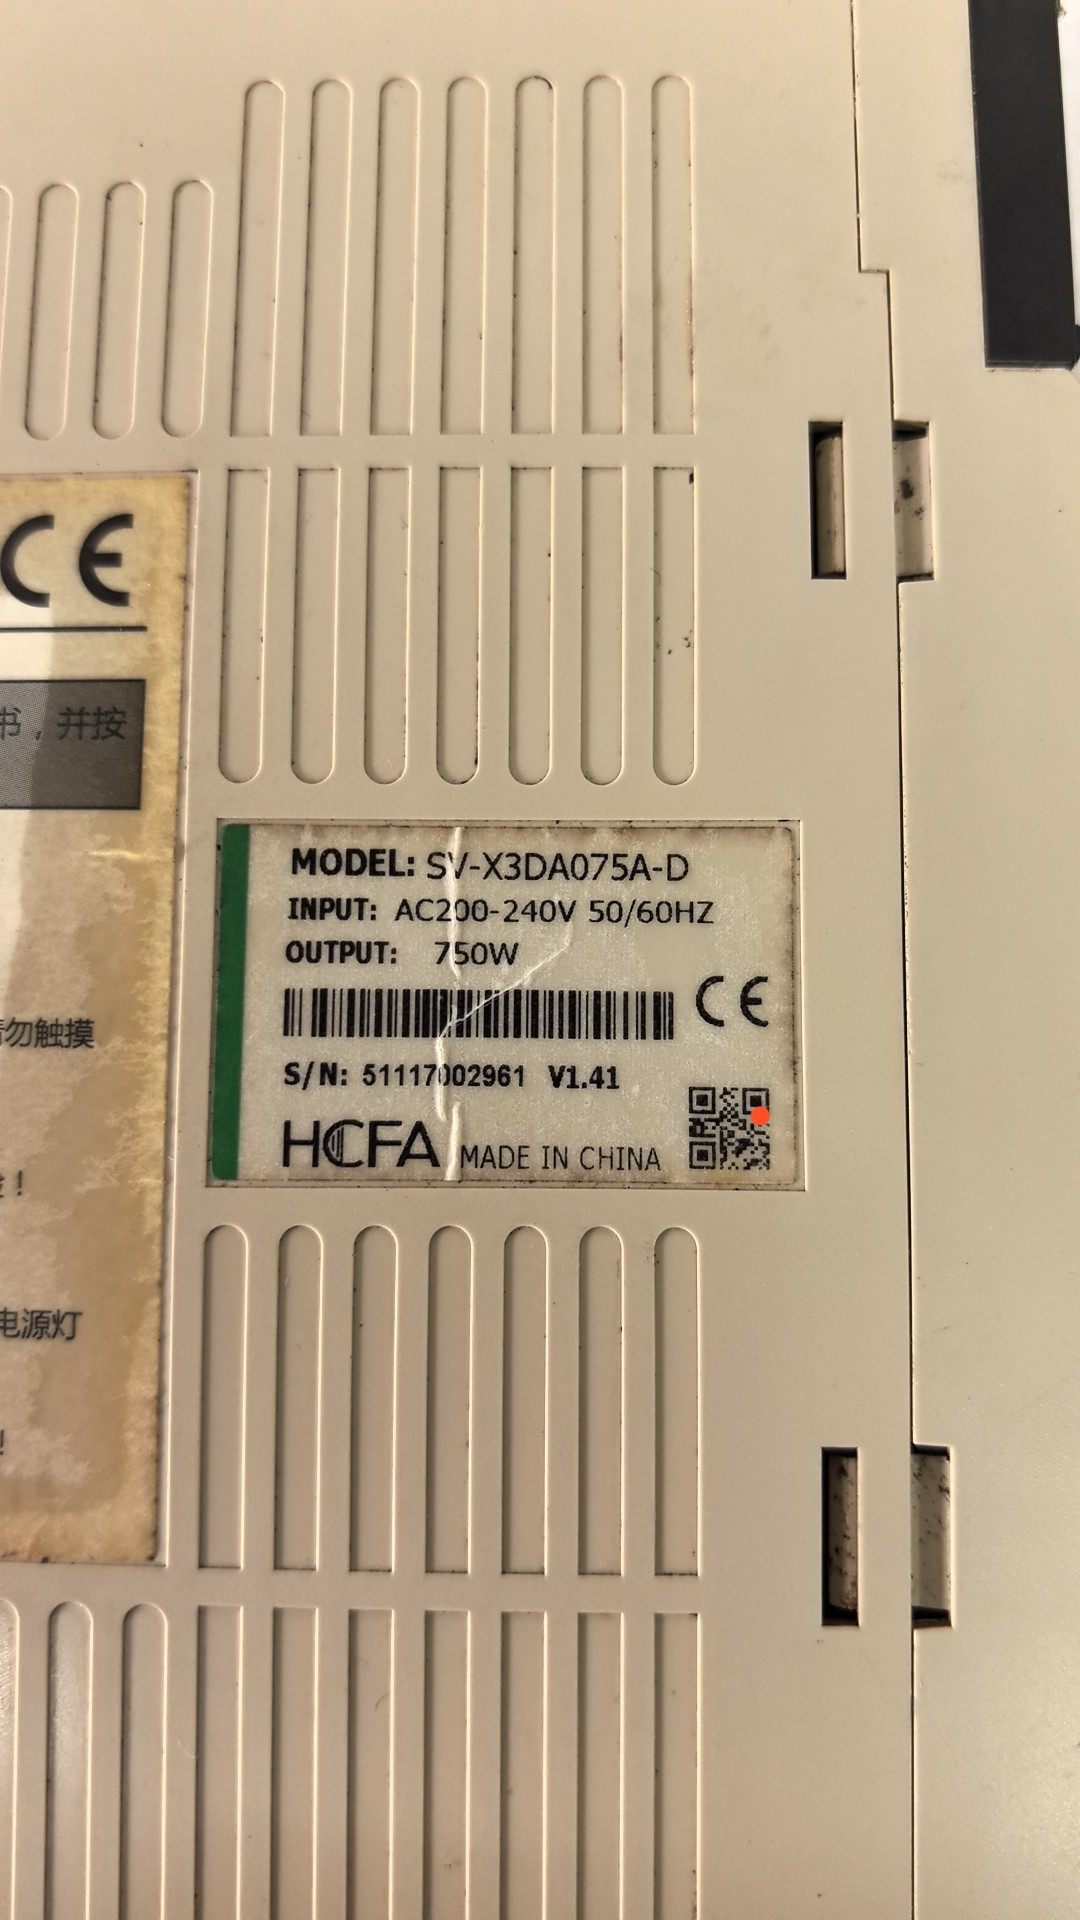 CE
书，并按
请勿触摸
！
电源灯
！
MODEL: SV-X3DA075A-D
INPUT: AC200-240V 50/60HZ
OUTPUT: 750W
CE
S/N: 51117002961 V1.41
HCFA MADE IN CHINA